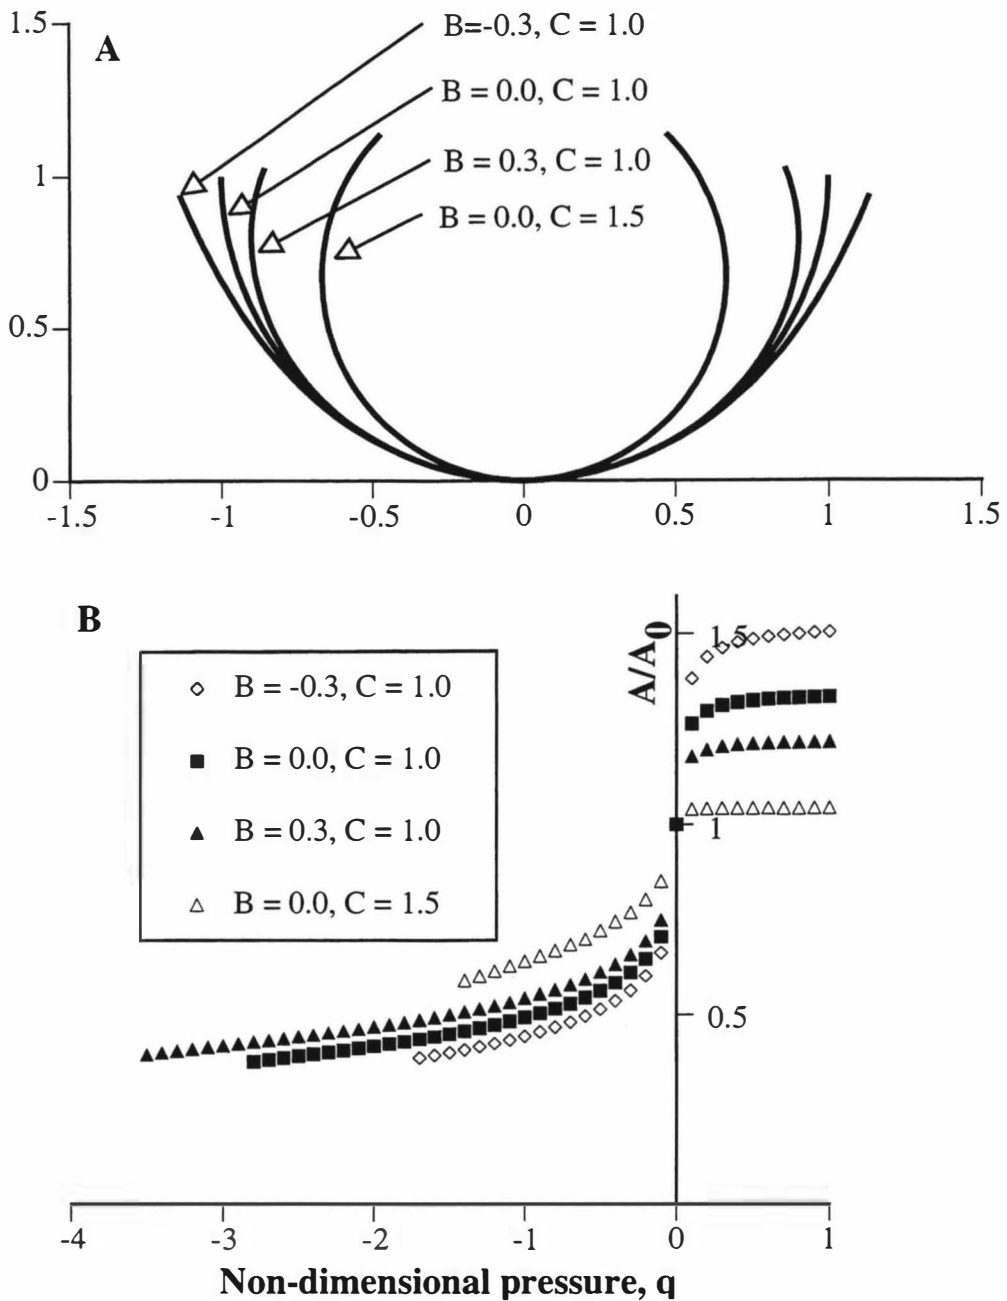 1.5
A
B=-0.3, C = 1.0
B = 0.0, C = 1.0
B = 0.3, C = 1.0
B = 0.0, C = 1.5
1
0.5
0
-1.5
-1
-0.5
0
0.5
1
1.5
B
B = -0.3, C = 1.0
B = 0.0, C = 1.0
B = 0.3, C = 1.0
B = 0.0, C = 1.5
A/A0
1.5
1
0.5
-4
-3
-2
-1
0
1
Non-dimensional pressure, q